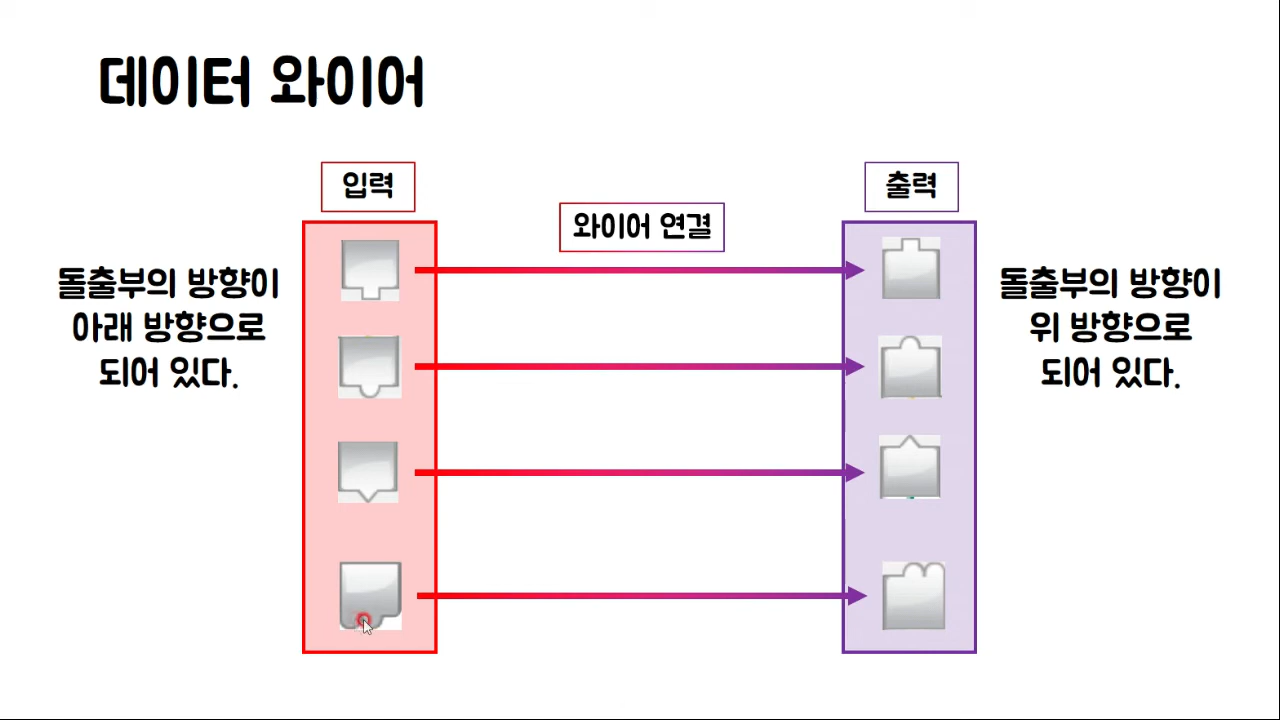 데이터 와이어
입력
출력
와이어 연결
돌출부의 방향이
아래 방향으로
되어 있다.
돌출부의 방향이
위 방향으로
되어 있다.